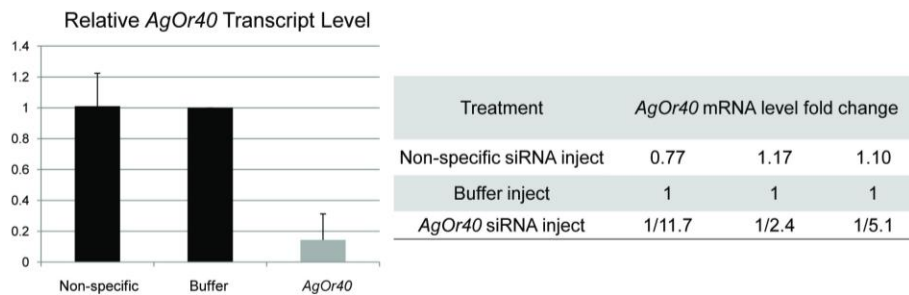 Relative AgOr40 Transcript Level
1.4
1.2
1
0.8
0.6
0.4
0.2
0
Non-specific Buffer AgOr40
Treatment AgOr40 mRNA level fold change
Non-specific siRNA inject 0.77 1.17 1.10
Buffer inject 1 1 1
AgOr40 siRNA inject 1/11.7 1/2.4 1/5.1